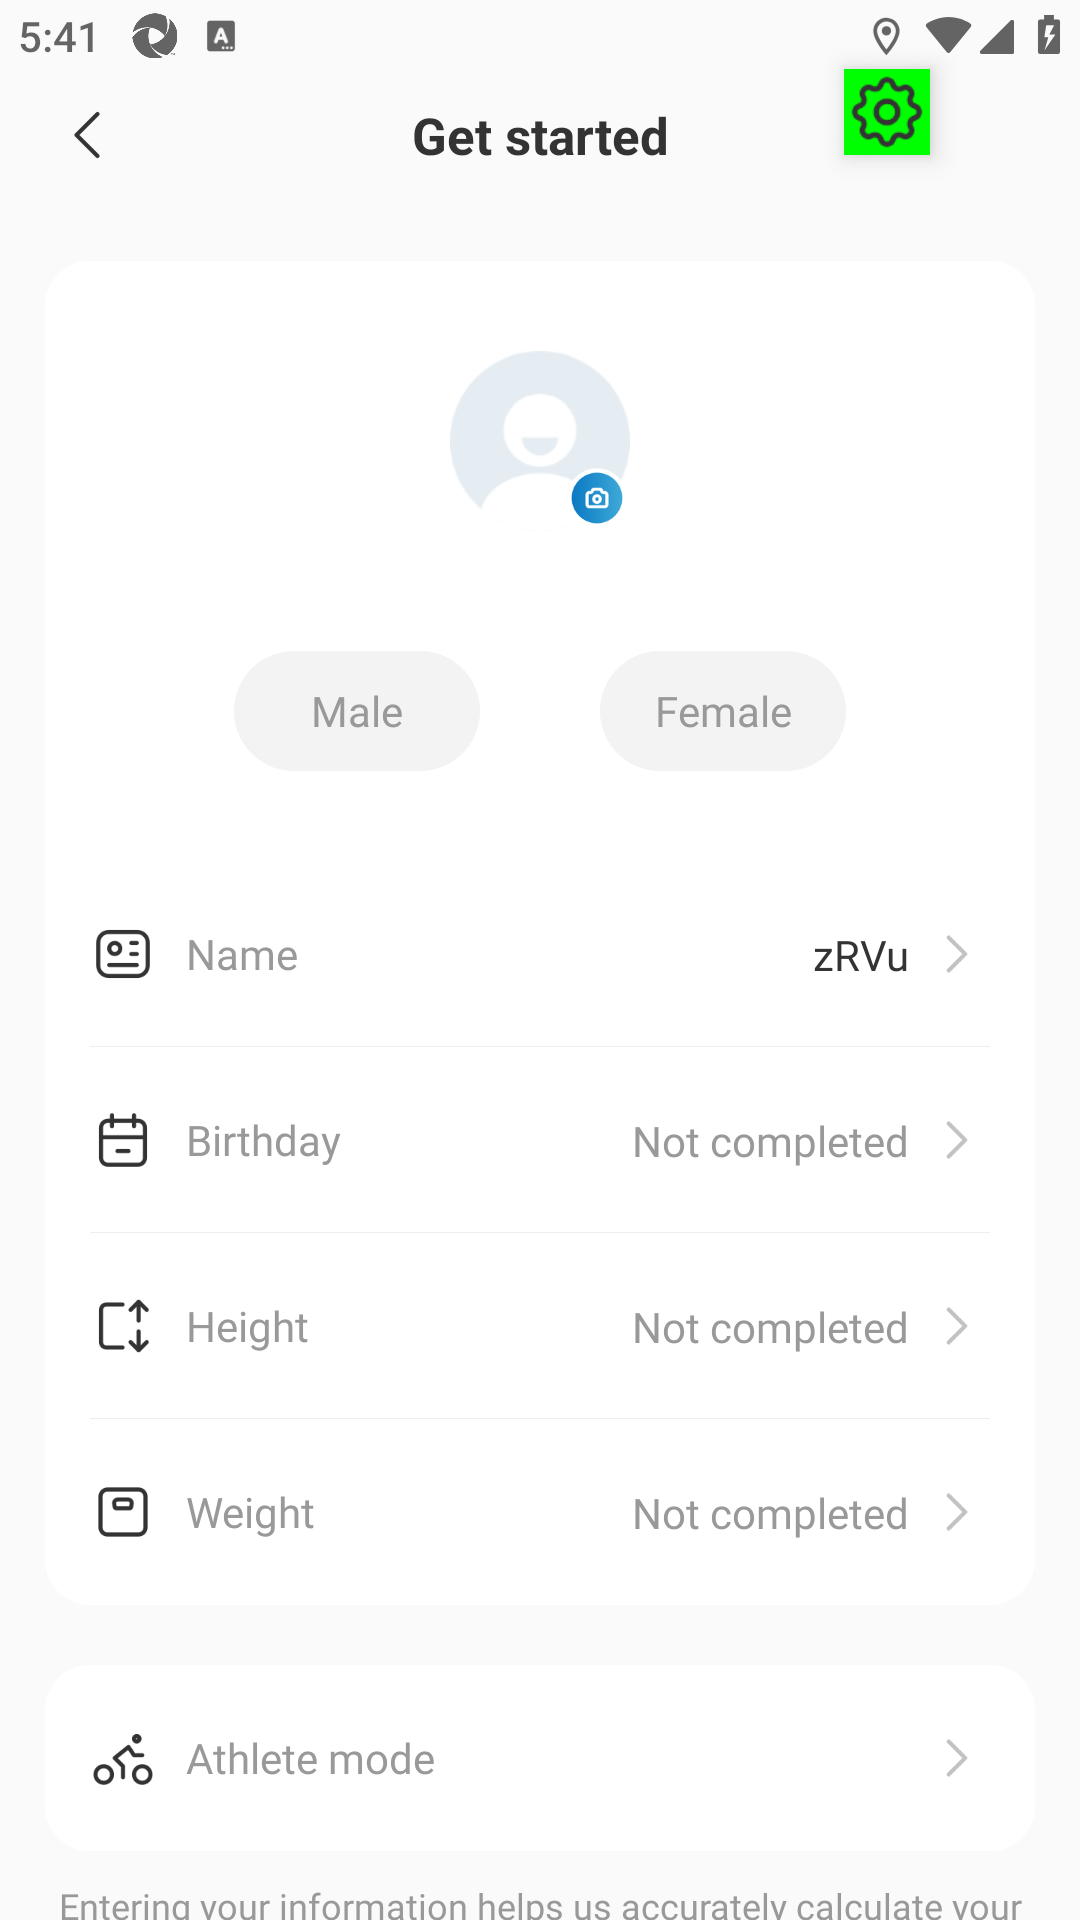 5:41
A
Get started
Male
Female
Name
zRVu
Birthday
Not completed
Height
Not completed
Weight
Not completed
Athlete mode
Entering your information helps us accurately calculate your